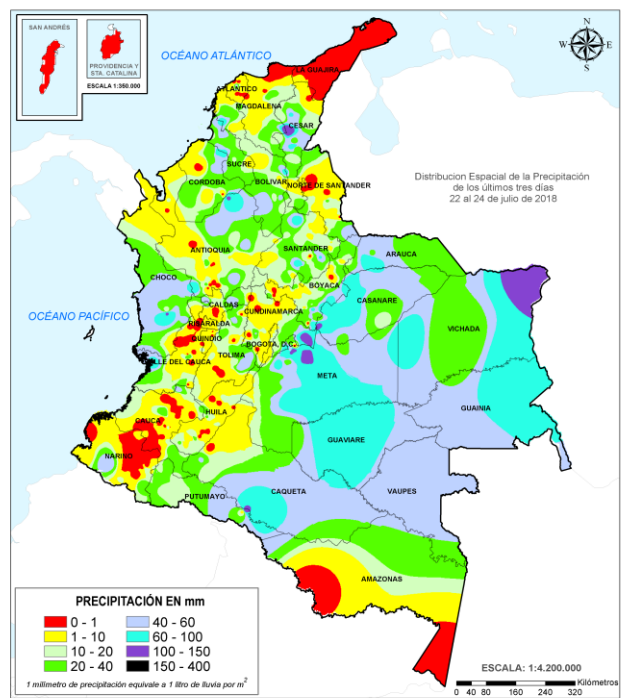 SAN ANDRÉS
PROVIDENCIA Y
STA. CATALINA
ESCALA 1:350.000
OCÉANO ATLÁNTICO
N
W
E
S
LA GUAJIRA
ATLANTICO
MAGDALENA
CESAR
Distribucion Espacial de la Precipitación
de los últimos tres días
22 al 24 de julio de 2018
SUCRE
CORDOBA
BOLIVAR
NORTE DE SANTANDER
ANTIOQUIA
SANTANDER
ARAUCA
CHOCO
BOYACA
CASANARE
CALDAS
CUNDINAMARCA
VICHADA
OCÉANO PACÍFICO
RISARALDA
QUINDIO
BOGOTA, D.C.
TOLIMA
VALLE DEL CAUCA
META
GUAINIA
HUILA
CAUCA
GUAVIARE
NARIÑO
PUTUMAYO
CAQUETA
VAUPES
AMAZONAS
PRECIPITACIÓN EN mm
0 - 1
40 - 60
1 - 10
60 - 100
10 - 20
100 - 150
20 - 40
150 - 400
1 milimetro de precipitación equivale a 1 litro de lluvia por m2
ESCALA: 1:4.200.000
Kilómetros
0 40 80 160 240 320